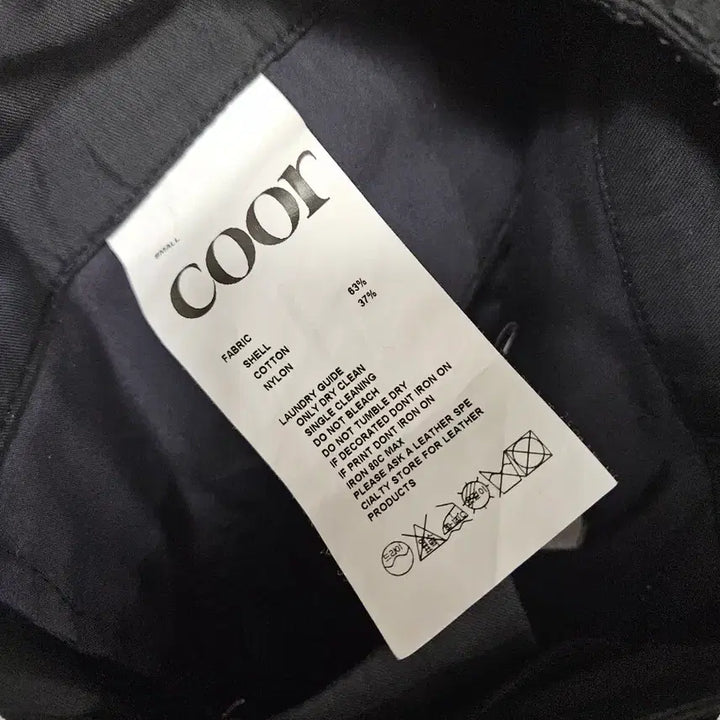 SMALL
coor
FABRIC
SHELL
COTTON 63%
NYLON 37%
LAUNDRY GUIDE
ONLY DRY CLEAN
SINGLE CLEANING
DO NOT BLEACH
DO NOT TUMBLE DRY
IF DECORATED DONT IRON ON
IF PRINT DONT IRON ON
IRON 80C MAX
PLEASE ASK A LEATHER SPE
CIALTY STORE FOR LEATHER
PRODUCTS